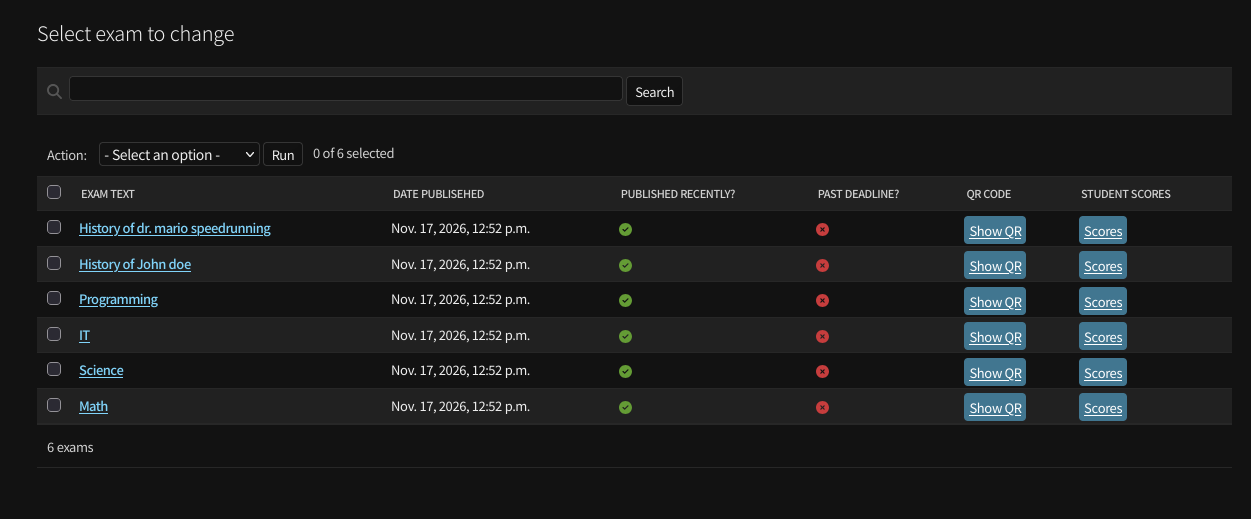 Select exam to change
Search
Action: - Select an option - Run 0 of 6 selected
EXAM TEXT DATE PUBLISEHED PUBLISHED RECENTLY? PAST DEADLINE? QR CODE STUDENT SCORES
History of dr. mario speedrunning Nov. 17, 2026, 12:52 p.m. Show QR Scores
History of John doe Nov. 17, 2026, 12:52 p.m. Show QR Scores
Programming Nov. 17, 2026, 12:52 p.m. Show QR Scores
IT Nov. 17, 2026, 12:52 p.m. Show QR Scores
Science Nov. 17, 2026, 12:52 p.m. Show QR Scores
Math Nov. 17, 2026, 12:52 p.m. Show QR Scores
6 exams